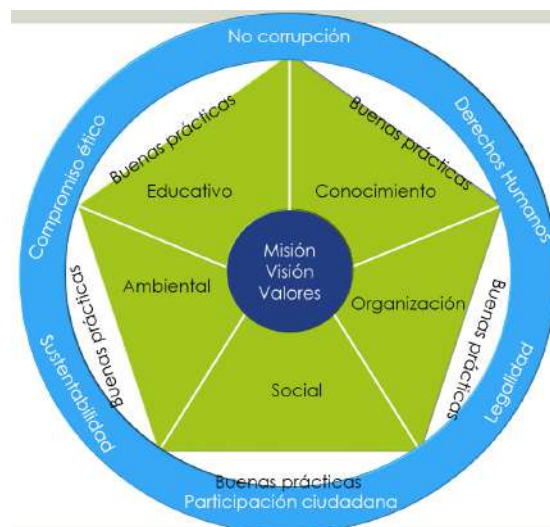 No corrupción
Derechos Humanos
Legalidad
Participación ciudadana
Sustentabilidad
Compromiso ético
Buenas prácticas
Buenas prácticas
Buenas prácticas
Buenas prácticas
Buenas prácticas
Educativo
Conocimiento
Ambiental
Organización
Social
Misión
Visión
Valores